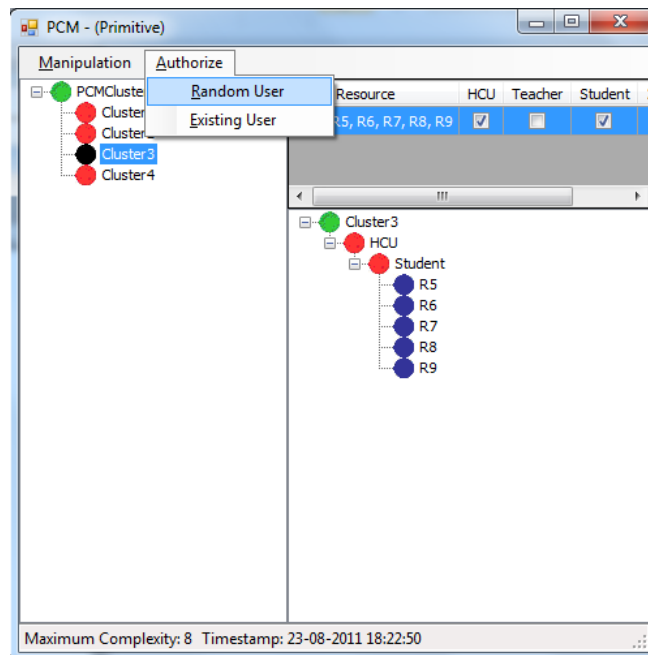 PCM - (Primitive)
Manipulation Authorize
Random User
Existing User
PCMCluste
Cluster
Cluster
Cluster3
Cluster4
Resource HCU Teacher Student
R5, R6, R7, R8, R9
Cluster3
HCU
Student
R5
R6
R7
R8
R9
Maximum Complexity: 8 Timestamp: 23-08-2011 18:22:50